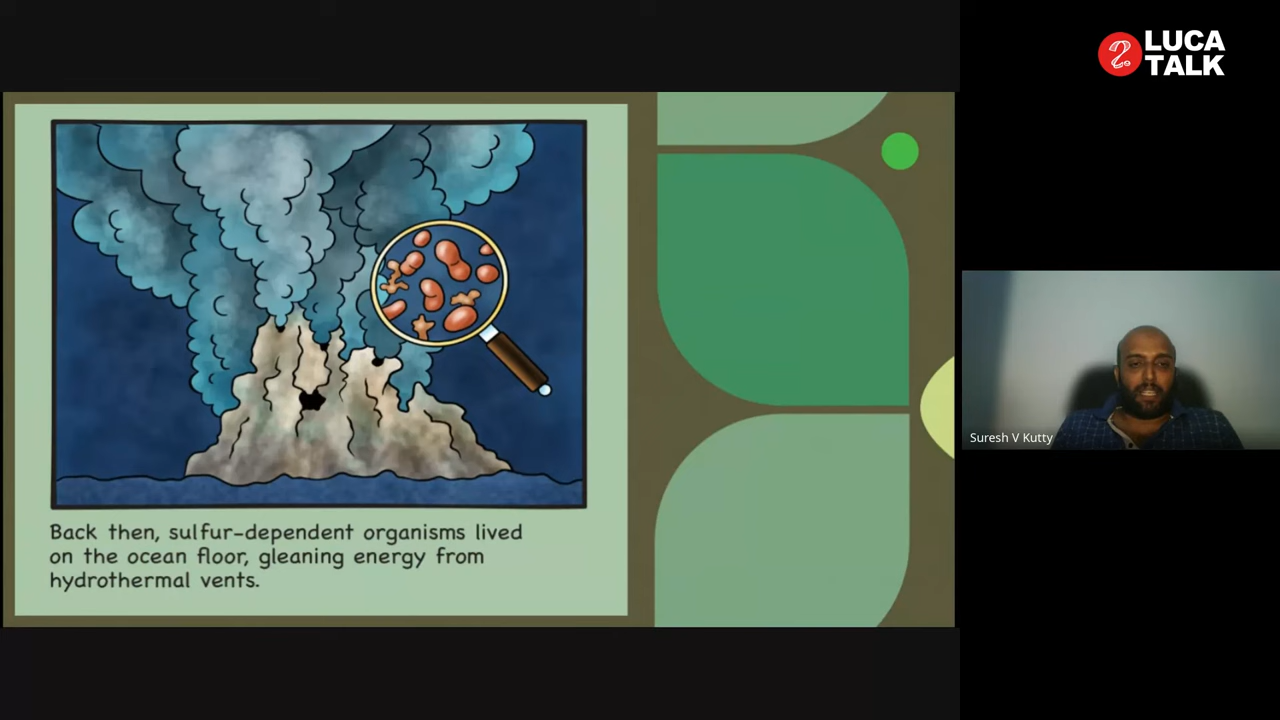 LUCA
TALK
Back then, sulfur-dependent organisms lived
on the ocean floor, gleaning energy from
hydrothermal vents.
Suresh V Kutty